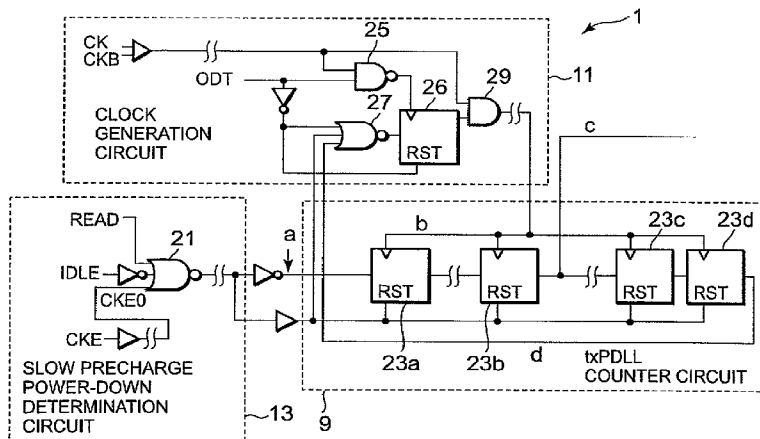 1
CK
CKB
25
ODT
26
27
29
11
c
CLOCK
GENERATION
CIRCUIT
RST
READ
21
IDLE
CKE0
CKE
a
b
23c
23d
RST
RST
RST
RST
23a
23b
d
txPDLL
COUNTER CIRCUIT
SLOW PRECHARGE
POWER-DOWN
DETERMINATION
CIRCUIT
13
9